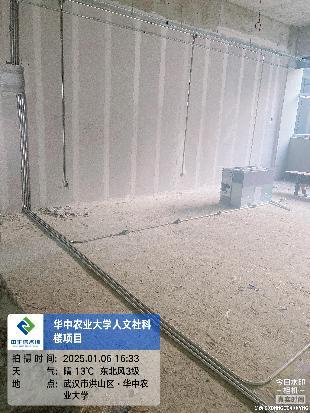 华中农业大学人文社科
楼项目
拍摄时间: 2025.01.06 16:33
天 气: 晴 13℃ 东北风3级
地 点: 武汉市洪山区·华中农
业大学
今日水印
相机
真实时间